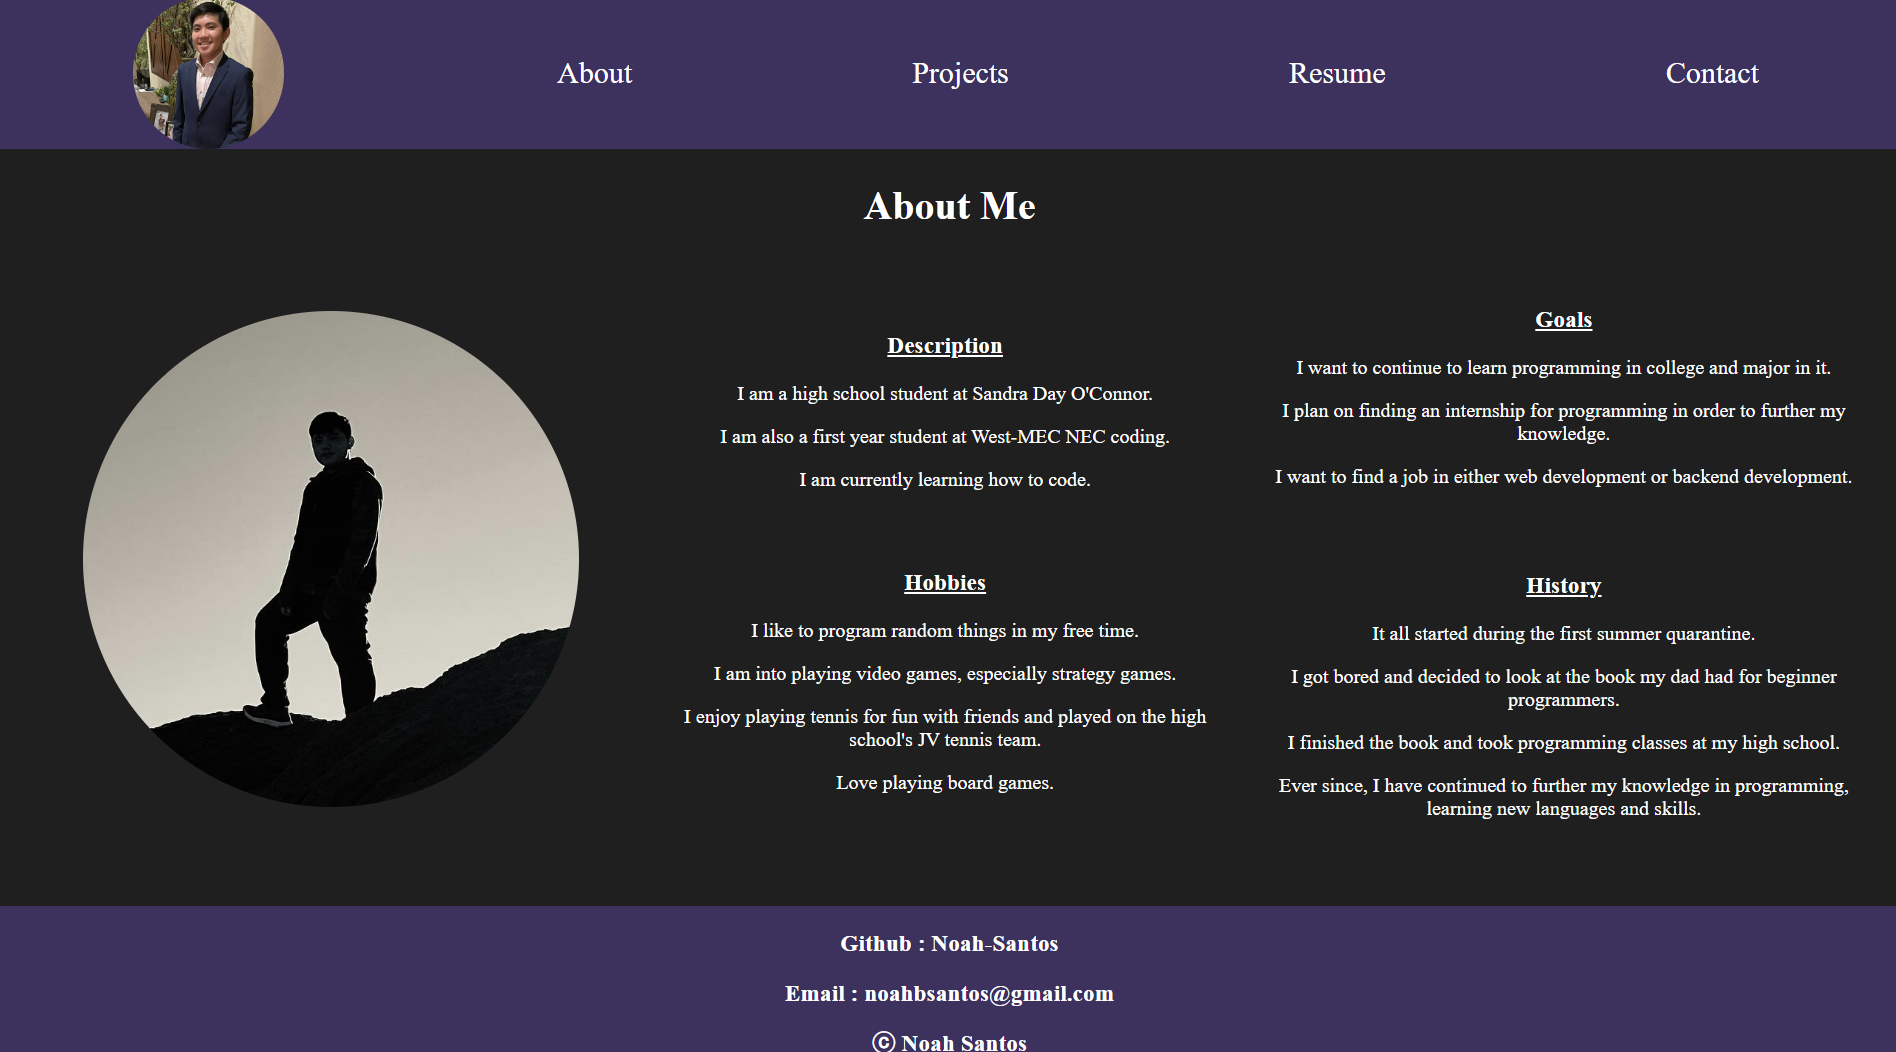 About
Projects
Resume
Contact
About Me
Description
I am a high school student at Sandra Day O'Connor.
I am also a first year student at West-MEC NEC coding.
I am currently learning how to code.
Hobbies
I like to program random things in my free time.
I am into playing video games, especially strategy games.
I enjoy playing tennis for fun with friends and played on the high
school's JV tennis team.
Love playing board games.
Goals
I want to continue to learn programming in college and major in it.
I plan on finding an internship for programming in order to further my
knowledge.
I want to find a job in either web development or backend development.
History
It all started during the first summer quarantine.
I got bored and decided to look at the book my dad had for beginner
programmers.
I finished the book and took programming classes at my high school.
Ever since, I have continued to further my knowledge in programming,
learning new languages and skills.
Github : Noah-Santos
Email : noahbsantos@gmail.com
ⓒ Noah Santos